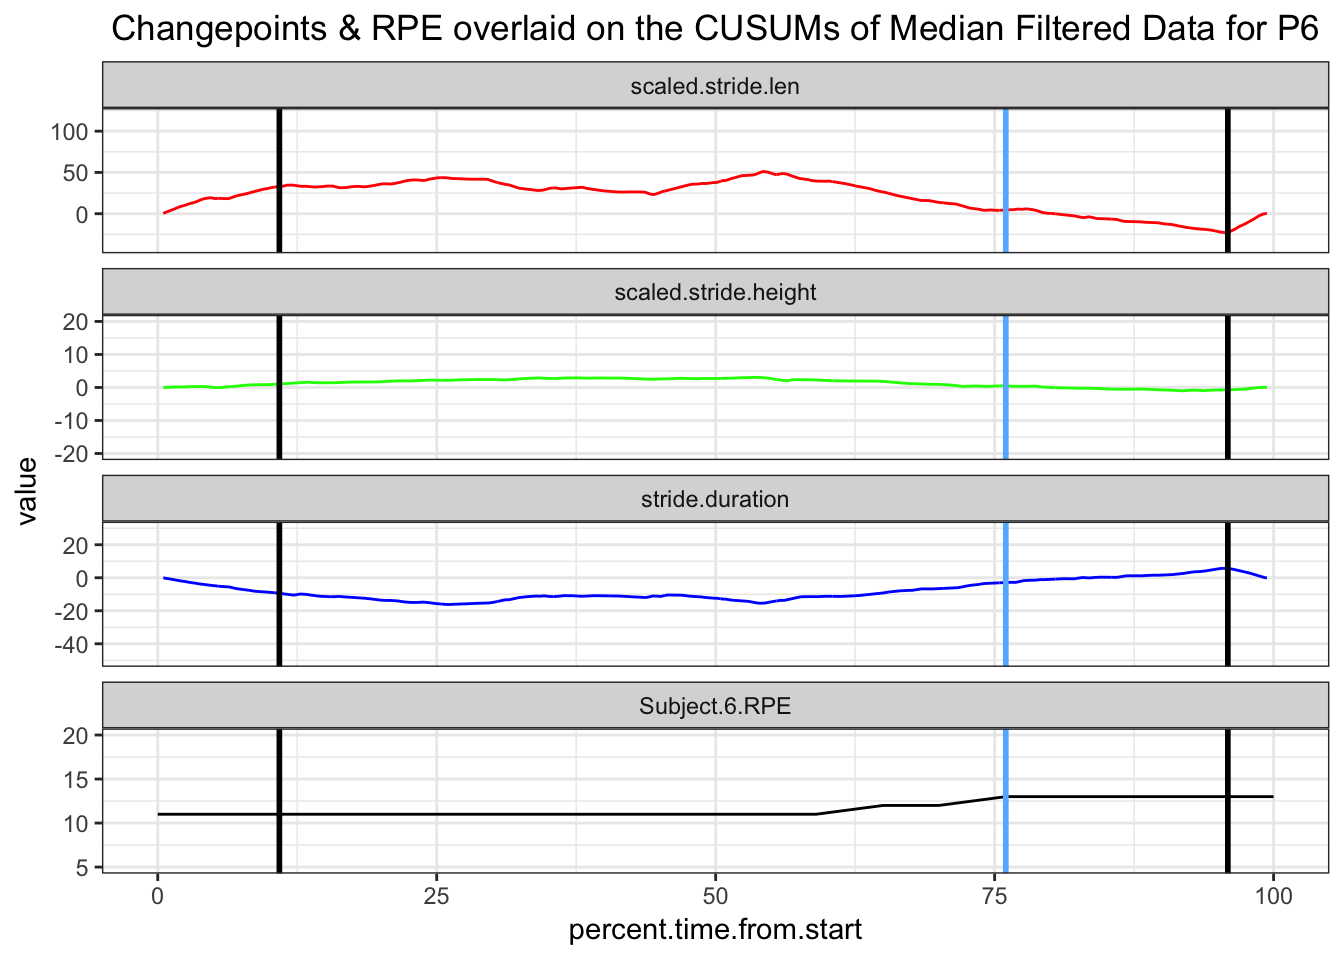 Changepoints & RPE overlaid on the CUSUMs of Median Filtered Data for P6
scaled.stride.len
100
50
0
scaled.stride.height
20
10
0
-10
-20
value
stride.duration
20
0
-20
-40
Subject.6.RPE
20
15
10
5
0 25 50 75 100
percent.time.from.start